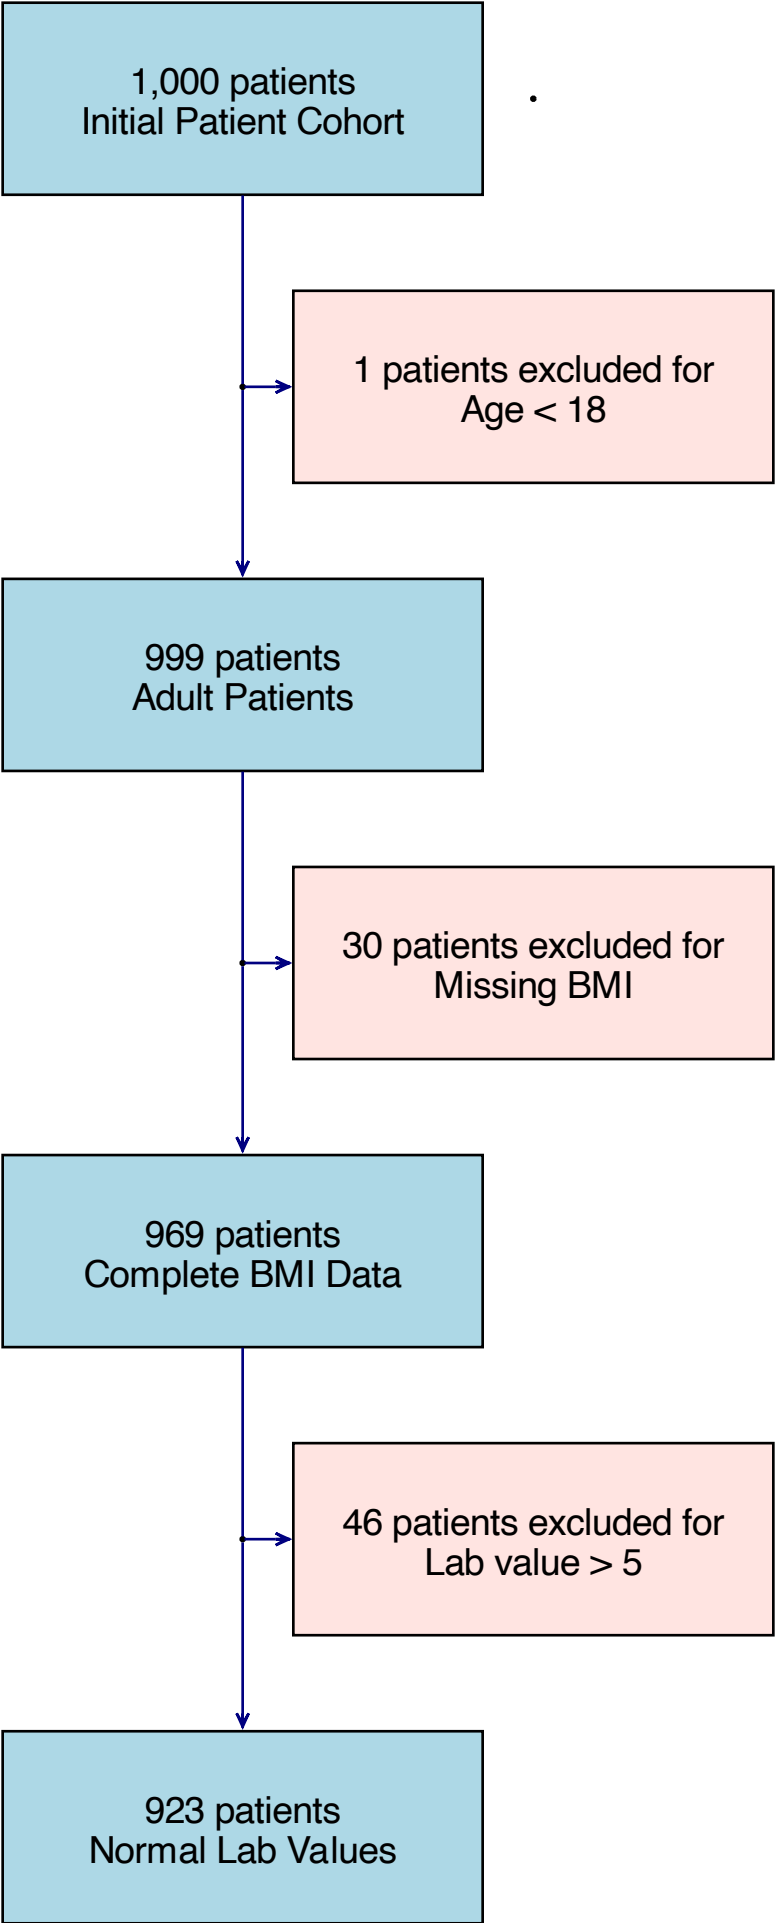 1,000 patients
Initial Patient Cohort
.
1 patients excluded for
Age < 18
999 patients
Adult Patients
30 patients excluded for
Missing BMI
969 patients
Complete BMI Data
46 patients excluded for
Lab value > 5
923 patients
Normal Lab Values